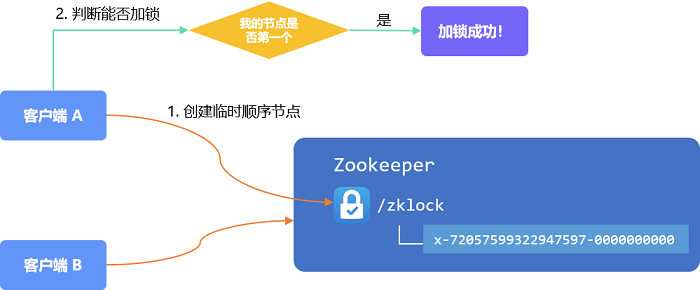 2. 判断能否加锁
我的节点是
否第一个
是
加锁成功！
客户端 A
1. 创建临时顺序节点
Zookeeper
/zklock
x-72057599322947597-0000000000
客户端 B